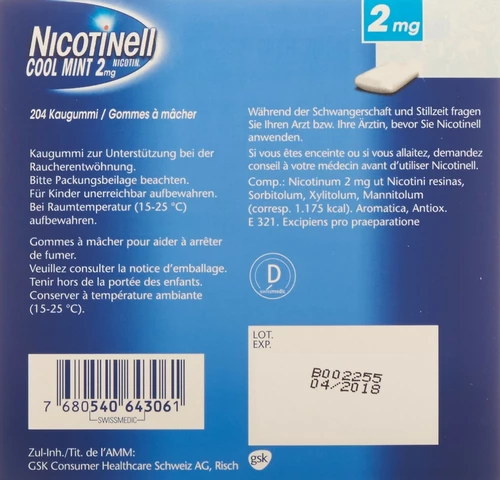 Nicotinell
COOL MINT 2mg NICOTIN.
2 mg
204 Kaugummi / Gommes à mâcher
Kaugummi zur Unterstützung bei der
Raucherentwöhnung.
Bitte Packungsbeilage beachten.
Für Kinder unerreichbar aufbewahren.
Bei Raumtemperatur (15-25 °C)
aufbewahren.
Gommes à mâcher pour aider à arrêter
de fumer.
Veuillez consulter la notice d'emballage.
Tenir hors de la portée des enfants.
Conserver à température ambiante
(15-25 °C).
Während der Schwangerschaft und Stillzeit fragen
Sie Ihren Arzt bzw. Ihre Ärztin, bevor Sie Nicotinell
anwenden.
Si vous êtes enceinte ou si vous allaitez, demandez
conseil à votre médecin avant d'utiliser Nicotinell.
Comp.: Nicotinum 2 mg ut Nicotini resinas,
Sorbitolum, Xylitolum, Mannitolum
(corresp. 1.175 kcal). Aromatica, Antiox.
E 321. Excipiens pro praeparatione
D
swissmedic
LOT.
EXP.
B002255
04/2018
7 680540 643061
SWISSMEDIC
Zul-Inh./Tit. de l'AMM:
GSK Consumer Healthcare Schweiz AG, Risch
gsk